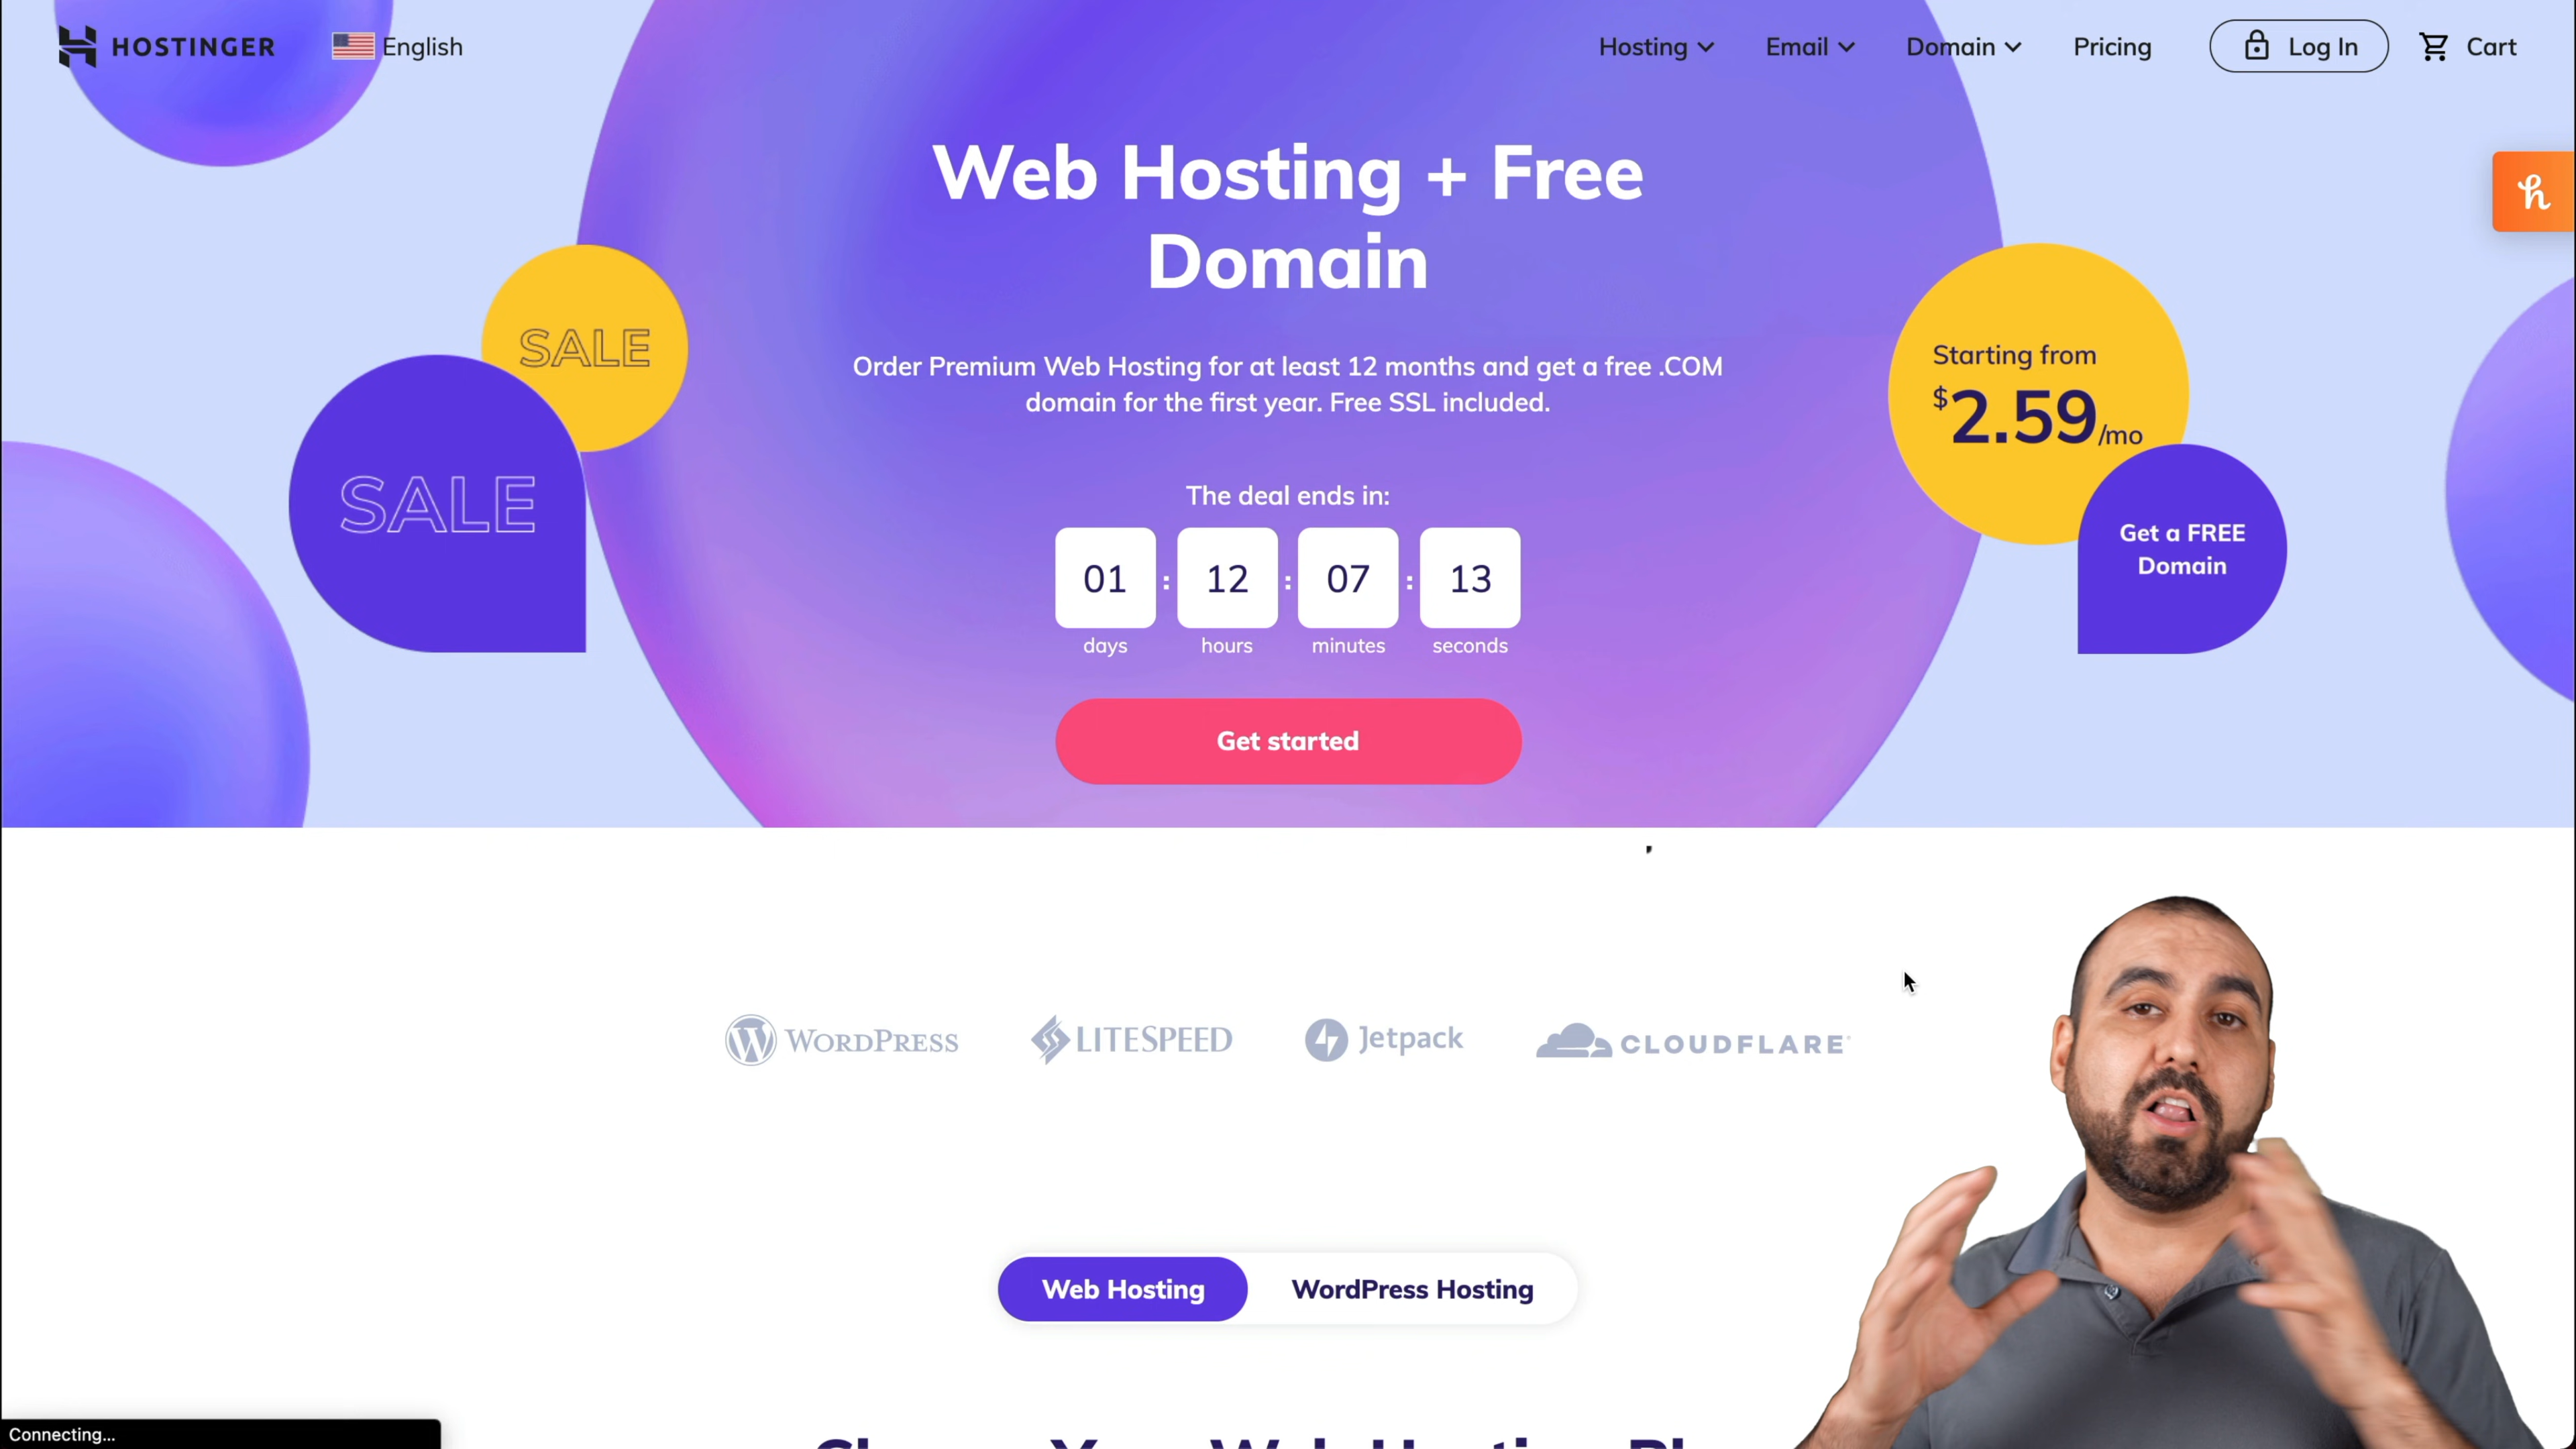 HOSTINGER
English
Hosting
Email
Domain
Pricing
Log In
Cart
Web Hosting + Free
Domain
Order Premium Web Hosting for at least 12 months and get a free .COM
domain for the first year. Free SSL included.
SALE
SALE
Starting from
$2.59/mo
Get a FREE
Domain
The deal ends in:
01 : 12 : 07 : 13
days hours minutes seconds
Get started
WORDPRESS
LITESPEED
Jetpack
CLOUDFLARE
Web Hosting
WordPress Hosting
Connecting...